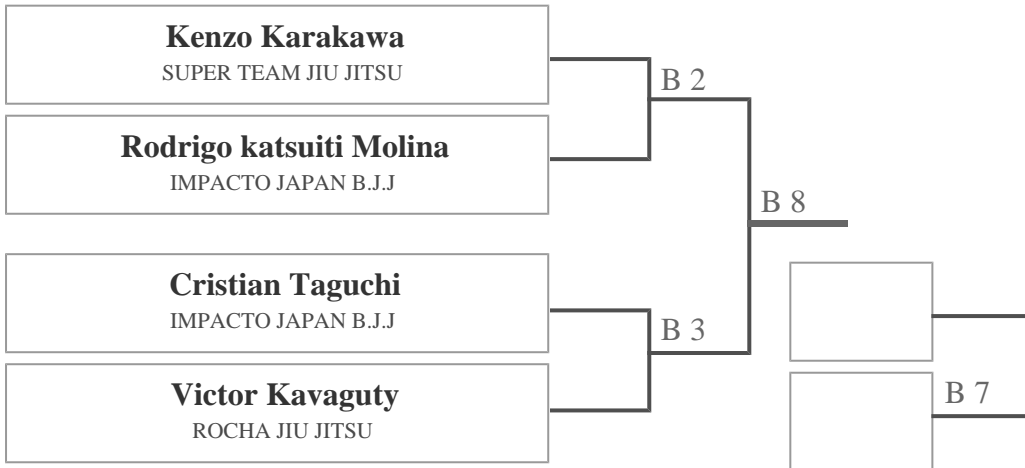 Kenzo Karakawa
SUPER TEAM JIU JITSU
B 2
Rodrigo katsuiti Molina
IMPACTO JAPAN B.J.J
B 8
Cristian Taguchi
IMPACTO JAPAN B.J.J
B 3
Victor Kavaguty
ROCHA JIU JITSU
B 7